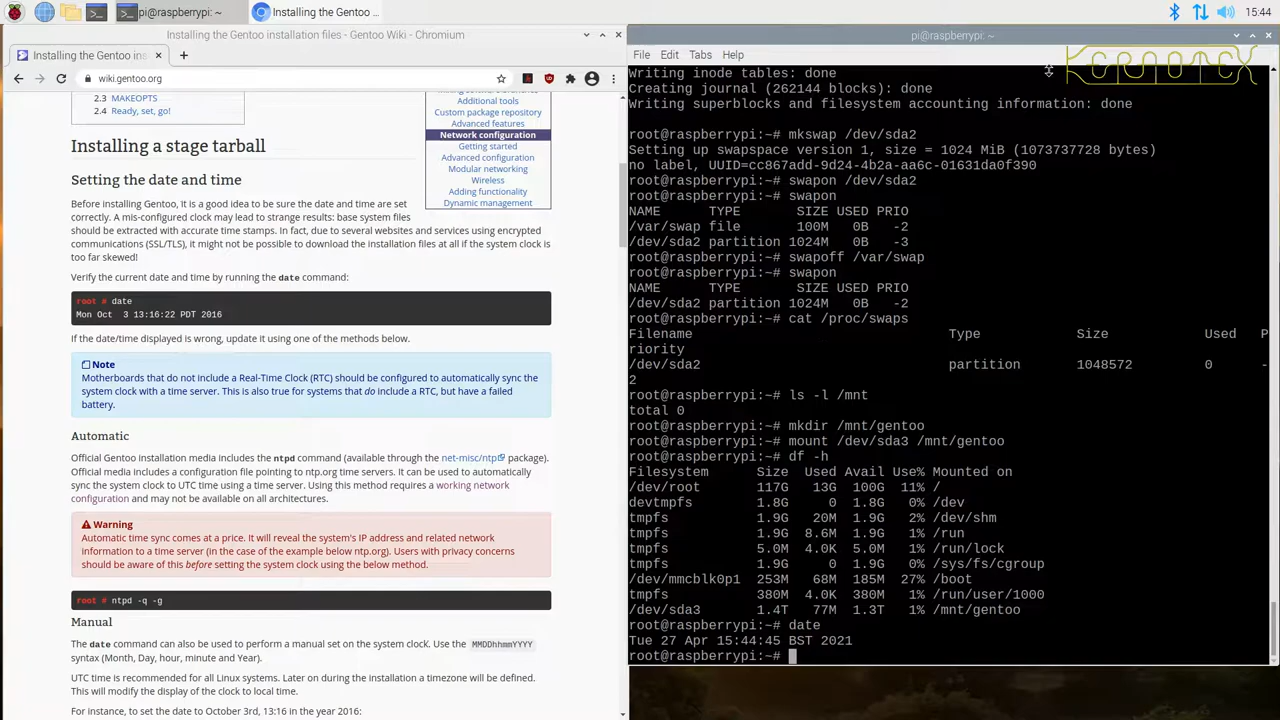 pi@raspberrypi: ~
Installing the Gentoo ...
15:44
Installing the Gentoo installation files - Gentoo Wiki - Chromium
Installing the Gentoo ins
wiki.gentoo.org
2.3 MAKEOPTS
2.4 Ready, set, go!
Additional tools
Custom package repository
Advanced features
Network configuration
Getting started
Advanced configuration
Modular networking
Wireless
Adding functionality
Dynamic management
Installing a stage tarball
Setting the date and time
Before installing Gentoo, it is a good idea to be sure the date and time are set
correctly. A mis-configured clock may lead to strange results: base system files
should be extracted with accurate time stamps. In fact, due to several websites and services using encrypted
communications (SSL/TLS), it might not be possible to download the installation files at all if the system clock is
too far skewed!
Verify the current date and time by running the date command:
root # date
Mon Oct  3 13:16:22 PDT 2016
If the date/time displayed is wrong, update it using one of the methods below.
Note
Motherboards that do not include a Real-Time Clock (RTC) should be configured to automatically sync the
system clock with a time server. This is also true for systems that do include a RTC, but have a failed
battery.
Automatic
Official Gentoo installation media includes the ntpd command (available through the net-misc/ntp package).
Official media includes a configuration file pointing to ntp.org time servers. It can be used to automatically
sync the system clock to UTC time using a time server. Using this method requires a working network
configuration and may not be available on all architectures.
Warning
Automatic time sync comes at a price. It will reveal the system's IP address and related network
information to a time server (in the case of the example below ntp.org). Users with privacy concerns
should be aware of this before setting the system clock using the below method.
root # ntpd -q -g
Manual
The date command can also be used to perform a manual set on the system clock. Use the MMDDhhmmYYYY
syntax (Month, Day, hour, minute and Year).
UTC time is recommended for all Linux systems. Later on during the installation a timezone will be defined.
This will modify the display of the clock to local time.
For instance, to set the date to October 3rd, 13:16 in the year 2016:
pi@raspberrypi: ~
File Edit Tabs Help
Writing inode tables: done
Creating journal (262144 blocks): done
Writing superblocks and filesystem accounting information: done
root@raspberrypi:~# mkswap /dev/sda2
Setting up swapspace version 1, size = 1024 MiB (1073737728 bytes)
no label, UUID=cc867add-9d24-4b2a-aa6c-01631da0f390
root@raspberrypi:~# swapon /dev/sda2
root@raspberrypi:~# swapon
NAME TYPE SIZE USED PRIO
/var/swap file 100M 0B -2
/dev/sda2 partition 1024M 0B -3
root@raspberrypi:~# swapoff /var/swap
root@raspberrypi:~# swapon
NAME TYPE SIZE USED PRIO
/dev/sda2 partition 1024M 0B -2
root@raspberrypi:~# cat /proc/swaps
Filename Type Size Used P
riority
/dev/sda2 partition 1048572 0 -
2
root@raspberrypi:~# ls -l /mnt
total 0
root@raspberrypi:~# mkdir /mnt/gentoo
root@raspberrypi:~# mount /dev/sda3 /mnt/gentoo
root@raspberrypi:~# df -h
Filesystem Size Used Avail Use% Mounted on
/dev/root 117G 13G 100G 11% /
devtmpfs 1.8G 0 1.8G 0% /dev
tmpfs 1.9G 20M 1.9G 2% /dev/shm
tmpfs 1.9G 8.6M 1.9G 1% /run
tmpfs 5.0M 4.0K 5.0M 1% /run/lock
tmpfs 1.9G 0 1.9G 0% /sys/fs/cgroup
/dev/mmcblk0p1 253M 68M 185M 27% /boot
tmpfs 380M 4.0K 380M 1% /run/user/1000
/dev/sda3 1.4T 77M 1.3T 1% /mnt/gentoo
root@raspberrypi:~# date
Tue 27 Apr 15:44:45 BST 2021
root@raspberrypi:~#